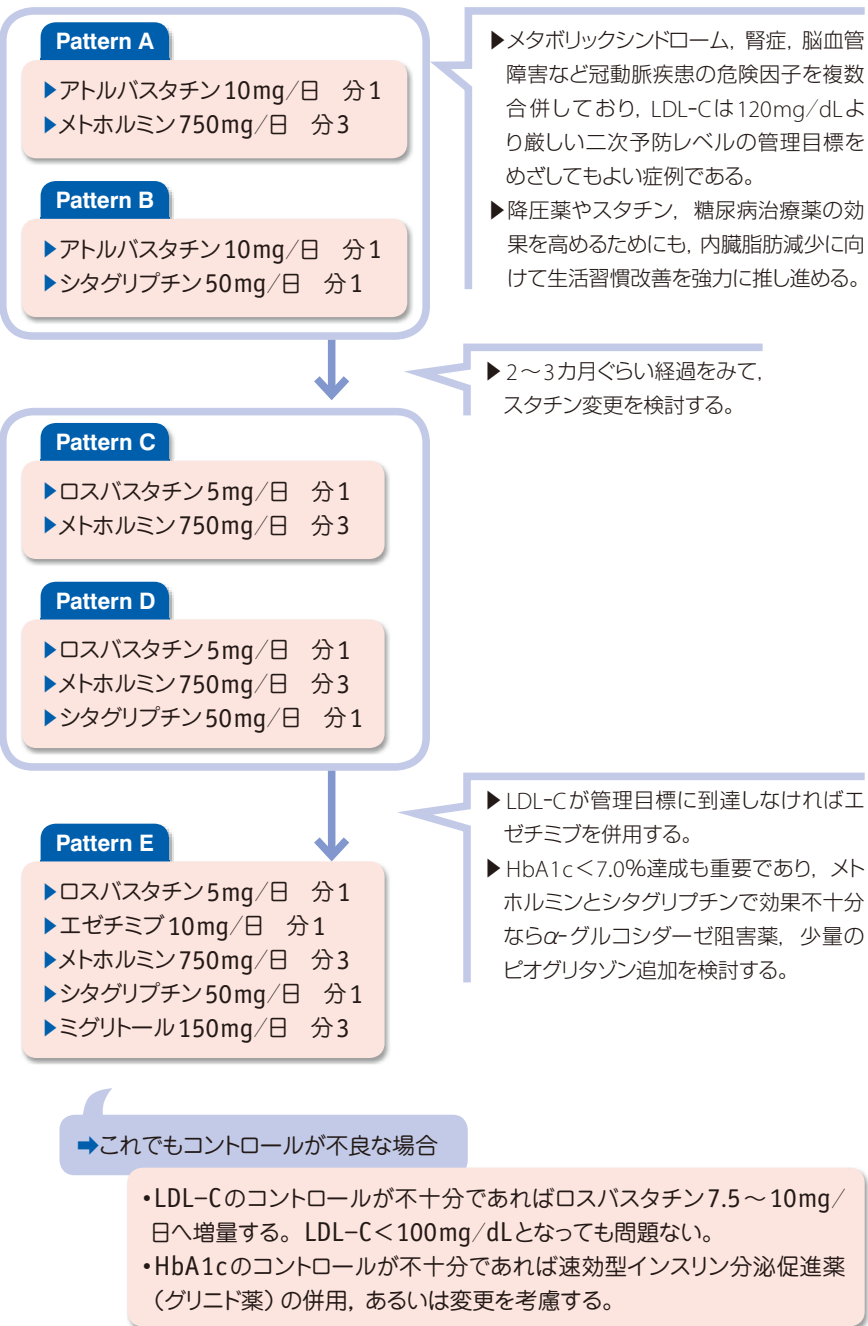 Pattern A
▶アトルバスタチン10mg/日　分1
▶メトホルミン750mg/日　分3
Pattern B
▶アトルバスタチン10mg/日　分1
▶シタグリプチン50mg/日　分1
▶メタボリックシンドローム, 腎症, 脳血管
障害など冠動脈疾患の危険因子を複数
合併しており, LDL-Cは120mg/dLよ
り厳しい二次予防レベルの管理目標を
めざしてもよい症例である。
▶降圧薬やスタチン, 糖尿病治療薬の効
果を高めるためにも, 内臓脂肪減少に向
けて生活習慣改善を強力に推し進める。
▶2～3カ月ぐらい経過をみて,
スタチン変更を検討する。
Pattern C
▶ロスバスタチン5mg/日　分1
▶メトホルミン750mg/日　分3
Pattern D
▶ロスバスタチン5mg/日　分1
▶メトホルミン750mg/日　分3
▶シタグリプチン50mg/日　分1
▶LDL-Cが管理目標に到達しなければエ
ゼチミブを併用する。
▶HbA1c＜7.0%達成も重要であり, メト
ホルミンとシタグリプチンで効果不十分
ならα-グルコシダーゼ阻害薬, 少量の
ピオグリタゾン追加を検討する。
Pattern E
▶ロスバスタチン5mg/日　分1
▶エゼチミブ10mg/日　分1
▶メトホルミン750mg/日　分3
▶シタグリプチン50mg/日　分1
▶ミグリトール150mg/日　分3
➡これでもコントロールが不良な場合
•LDL-Cのコントロールが不十分であればロスバスタチン7.5～10mg/
日へ増量する。LDL-C＜100mg/dLとなっても問題ない。
•HbA1cのコントロールが不十分であれば速効型インスリン分泌促進薬
（グリニド薬）の併用, あるいは変更を考慮する。